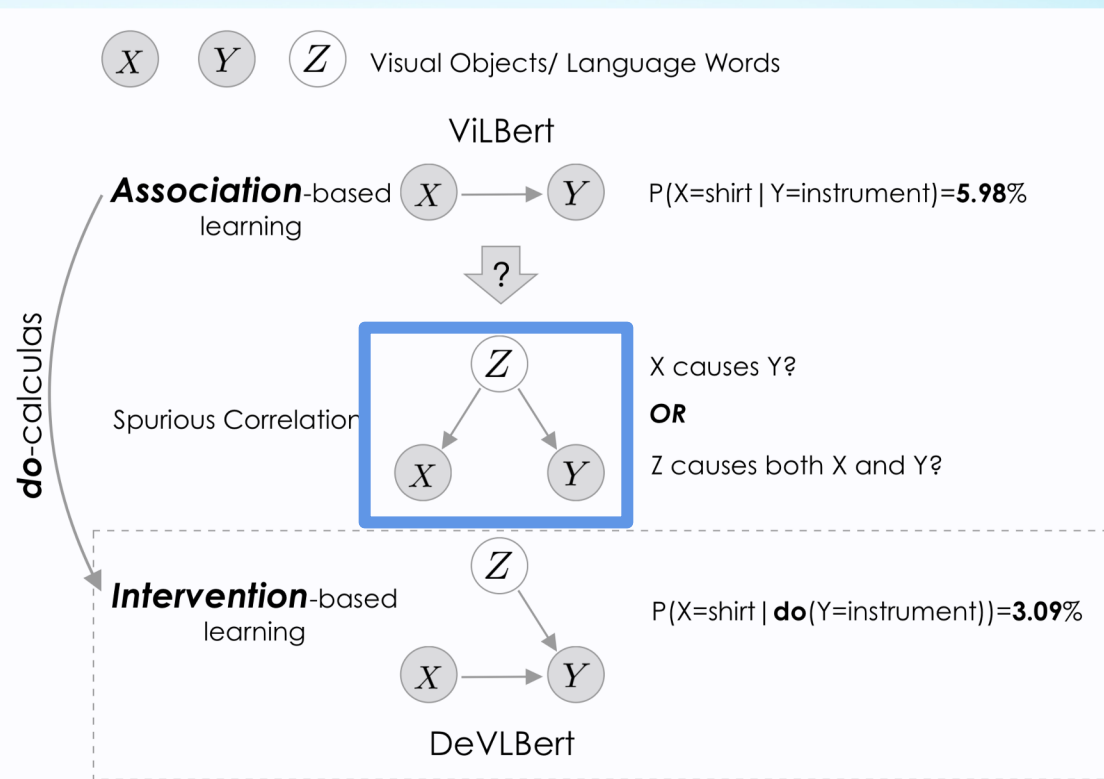 X Y Z Visual Objects/ Language Words
ViLBert
Association-based X Y P(X=shirt|Y=instrument)=5.98%
learning
?
do-calculas
Z
X causes Y?
Spurious Correlation
OR
X Y Z causes both X and Y?
Z
Intervention-based P(X=shirt|do(Y=instrument))=3.09%
learning
X Y
DeVLBert